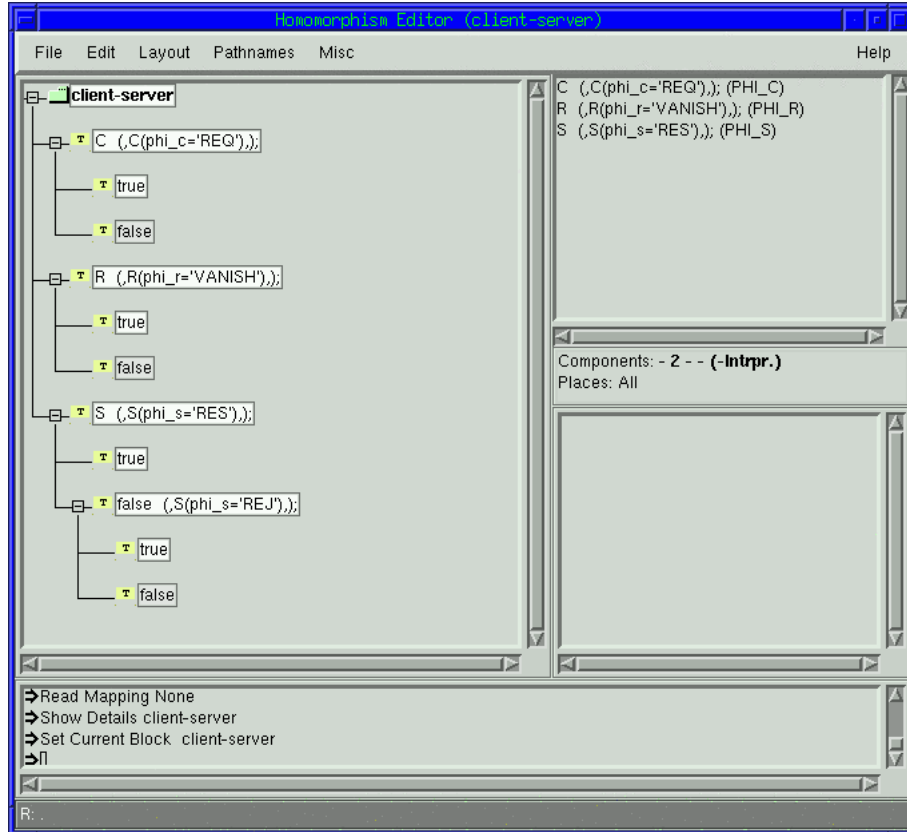 Homomorphism Editor (client-server)
File Edit Layout Pathnames Misc Help
client-server
T C (,C(phi_c='REQ'),);
T true
T false
T R (,R(phi_r='VANISH'),);
T true
T false
T S (,S(phi_s='RES'),);
T true
T false (,S(phi_s='REJ'),);
T true
T false
C (,C(phi_c='REQ'),); (PHI_C)
R (,R(phi_r='VANISH'),); (PHI_R)
S (,S(phi_s='RES'),); (PHI_S)
Components: - 2 - - (-Intrpr.)
Places: All
Read Mapping None
Show Details client-server
Set Current Block client-server
R: .